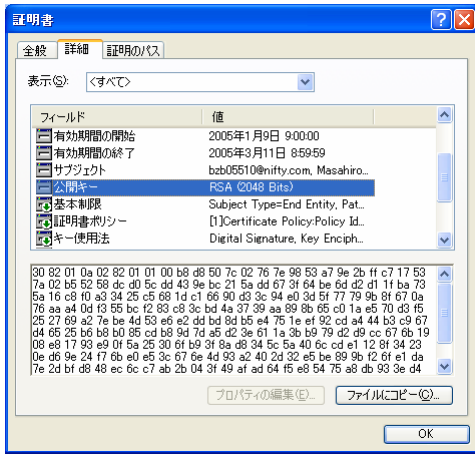 証明書
全般 詳細 証明のパス
表示(S): <すべて>
フィールド 値
有効期間の開始 2005年1月9日 9:00:00
有効期間の終了 2005年3月11日 8:59:59
サブジェクト bzb05510@nifty.com, Masahiro...
公開キー RSA (2048 Bits)
基本制限 Subject Type=End Entity, Pat...
証明書ポリシー [1]Certificate Policy:Policy Id...
キー使用法 Digital Signature, Key Enciph...
30 82 01 0a 02 82 01 01 00 b8 d8 50 7c 02 76 7e 98 53 a7 9e 2b ff c7 17 53
7a 02 b5 52 58 dc d0 5c dd 43 9e bc 21 5a dd 67 3f 64 be 6d d2 d1 1f ba 73
5a 16 c8 f0 a3 34 25 c5 68 1d c1 66 90 d3 3c 94 e0 3d 5f 77 79 9b 8f 67 0a
76 aa a4 0d f3 55 bc f2 83 c8 3c bd 4a 37 39 aa 89 8b 65 c0 1a e5 70 d3 f5
25 27 69 a2 7e be 4d 53 e6 e2 dd bd 8d b5 e4 75 1e ef 92 cd a4 44 b3 c9 67
d4 65 25 b6 b8 b0 85 cd b8 9d 7d a5 d2 3e 61 1a 3b b9 79 d2 d9 cc 67 6b 19
08 e8 17 93 e9 0f 5a 25 30 6f b9 3f 8a d8 34 5c 5a 40 6c cd e1 12 8f 34 23
0e d6 9e 24 f7 6b e0 e5 3c 67 6e 4d 93 a2 40 2d 32 e5 be 89 9b f2 6f e1 da
7e 2d bf d8 48 ec 6c c7 ab 2b 04 3f 49 af ad 64 f5 e8 54 75 a8 db 93 3e d4
プロパティの編集(E)... ファイルにコピー(C)...
OK